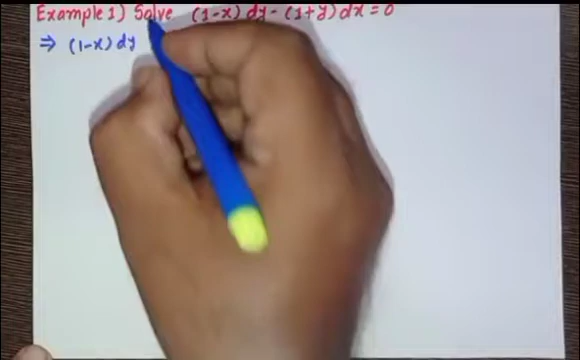 Example 1) Solve (1-x) dy - (1+y) dx = 0
⇒ (1-x) dy